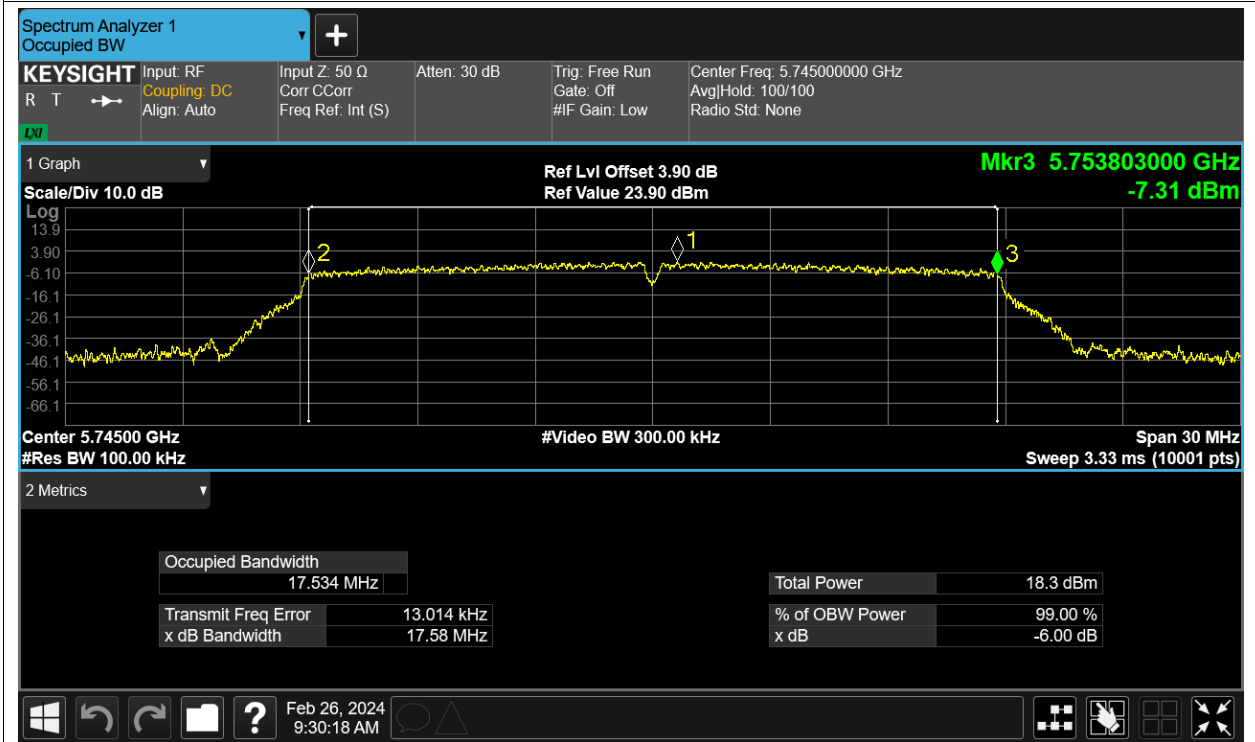 Spectrum Analyzer 1
Occupied BW
KEYSIGHT
R T
LXI
Input: RF
Coupling: DC
Align: Auto
Input Z: 50 Ω
Corr CCorr
Freq Ref: Int (S)
Atten: 30 dB
Trig: Free Run
Gate: Off
#IF Gain: Low
Center Freq: 5.745000000 GHz
Avg|Hold: 100/100
Radio Std: None
1 Graph
Scale/Div 10.0 dB
Ref Lvl Offset 3.90 dB
Ref Value 23.90 dBm
Mkr3 5.753803000 GHz
-7.31 dBm
Log
13.9
3.90
-6.10
-16.1
-26.1
-36.1
-46.1
-56.1
-66.1
2
1
3
Center 5.74500 GHz
#Res BW 100.00 kHz
#Video BW 300.00 kHz
Span 30 MHz
Sweep 3.33 ms (10001 pts)
2 Metrics
Occupied Bandwidth
17.534 MHz
Transmit Freq Error 13.014 kHz
x dB Bandwidth 17.58 MHz
Total Power 18.3 dBm
% of OBW Power 99.00 %
x dB -6.00 dB
?
Feb 26, 2024
9:30:18 AM